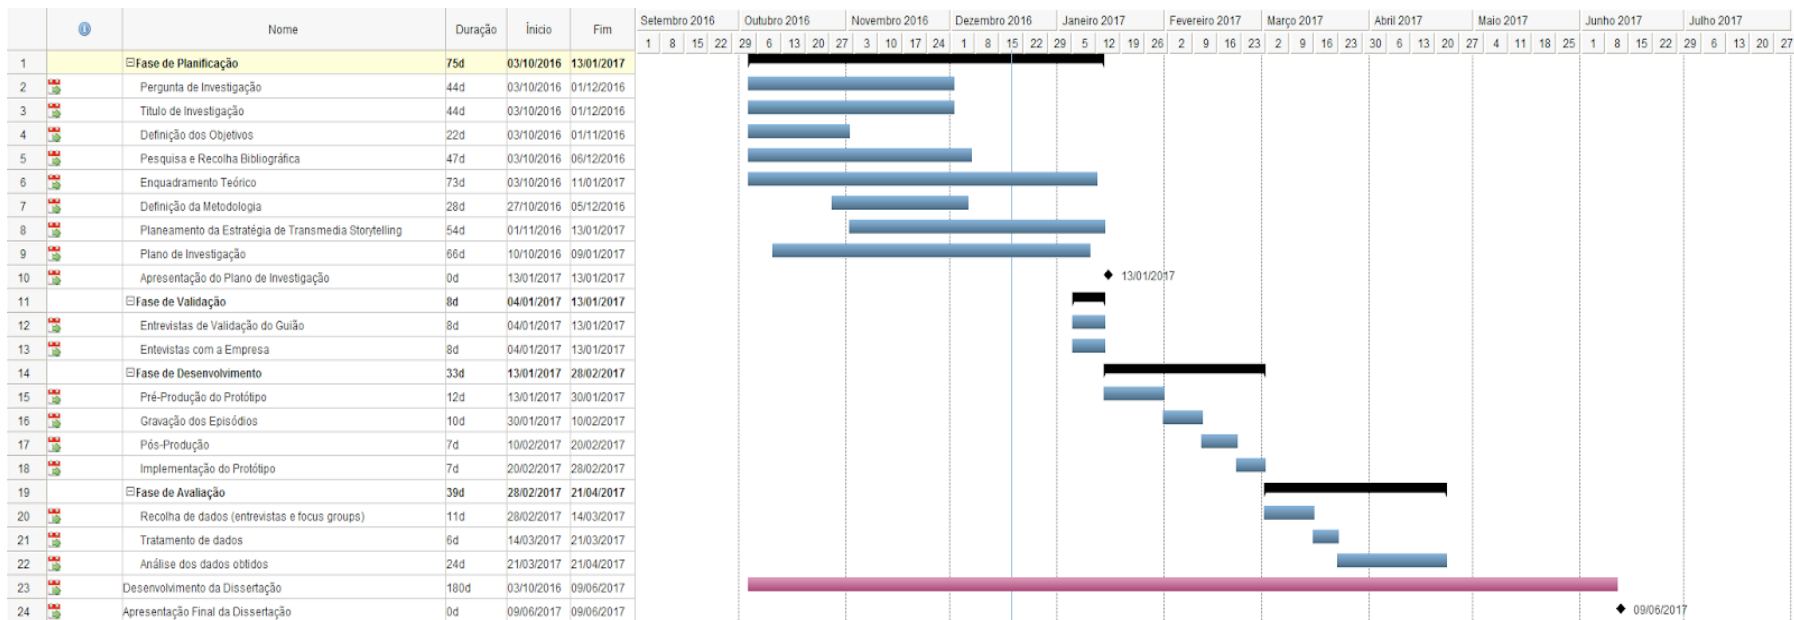 Setembro 2016 Outubro 2016 Novembro 2016 Dezembro 2016 Janeiro 2017 Fevereiro 2017 Março 2017 Abril 2017 Maio 2017 Junho 2017 Julho 2017
Nome Duração Ínicio Fim
1 8 15 22 29 6 13 20 27 3 10 17 24 1 8 15 22 29 5 12 19 26 2 9 16 23 2 9 16 23 30 6 13 20 27 4 11 18 25 1 8 15 22 29 6 13 20 27
1 Fase de Planificação 75d 03/10/2016 13/01/2017
2 Pergunta de Investigação 44d 03/10/2016 01/12/2016
3 Titulo de Investigação 44d 03/10/2016 01/12/2016
4 Definição dos Objetivos 22d 03/10/2016 01/11/2016
5 Pesquisa e Recolha Bibliográfica 47d 03/10/2016 06/12/2016
6 Enquadramento Teórico 73d 03/10/2016 11/01/2017
7 Definição da Metodologia 28d 27/10/2016 05/12/2016
8 Planeamento da Estratégia de Transmedia Storytelling 54d 01/11/2016 13/01/2017
9 Plano de Investigação 66d 10/10/2016 09/01/2017
10 Apresentação do Plano de Investigação 0d 13/01/2017 13/01/2017 13/01/2017
11 Fase de Validação 8d 04/01/2017 13/01/2017
12 Entrevistas de Validação do Guião 8d 04/01/2017 13/01/2017
13 Entevistas com a Empresa 8d 04/01/2017 13/01/2017
14 Fase de Desenvolvimento 33d 13/01/2017 28/02/2017
15 Pré-Produção do Protótipo 12d 13/01/2017 30/01/2017
16 Gravação dos Episódios 10d 30/01/2017 10/02/2017
17 Pós-Produção 7d 10/02/2017 20/02/2017
18 Implementação do Protótipo 7d 20/02/2017 28/02/2017
19 Fase de Avaliação 39d 28/02/2017 21/04/2017
20 Recolha de dados (entrevistas e focus groups) 11d 28/02/2017 14/03/2017
21 Tratamento de dados 6d 14/03/2017 21/03/2017
22 Análise dos dados obtidos 24d 21/03/2017 21/04/2017
23 Desenvolvimento da Dissertação 180d 03/10/2016 09/06/2017
24 Apresentação Final da Dissertação 0d 09/06/2017 09/06/2017 09/06/2017